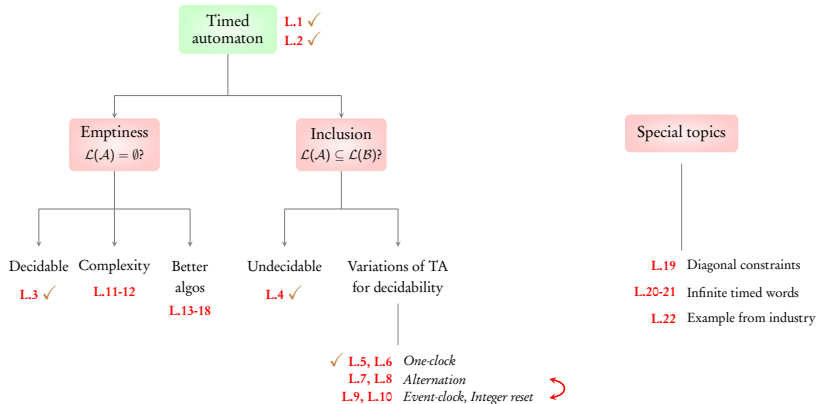 Timed
automaton
L.1 ✓
L.2 ✓
Emptiness
ℒ(𝒜) = ∅?
Inclusion
ℒ(𝒜) ⊆ ℒ(ℬ)?
Special topics
Decidable
L.3 ✓
Complexity
L.11-12
Better
algos
L.13-18
Undecidable
L.4 ✓
Variations of TA
for decidability
✓ L.5, L.6 One-clock
L.7, L.8 Alternation
L.9, L.10 Event-clock, Integer reset
L.19 Diagonal constraints
L.20-21 Infinite timed words
L.22 Example from industry